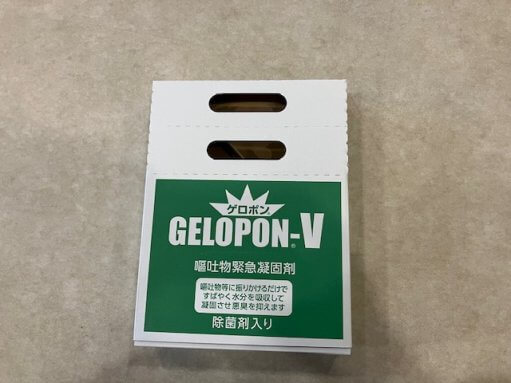 ゲロポン
GELOPON-V
嘔吐物緊急凝固剤
嘔吐物等に振りかけるだけで
すばやく水分を吸収して
凝固させ悪臭を抑えます
除菌剤入り